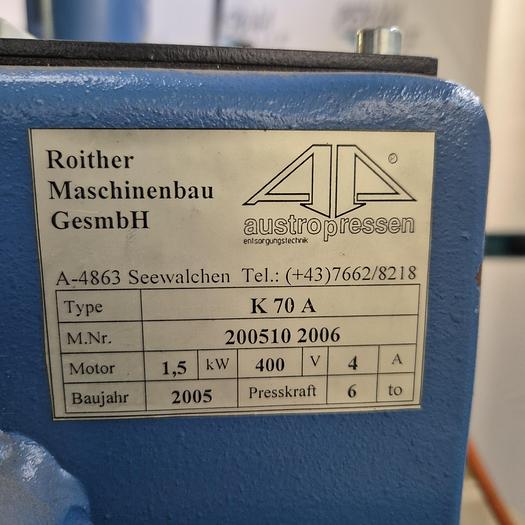 Roither
Maschinenbau
GesmbH
austropressen
entsorgungstechnik
A-4863 Seewalchen Tel.: (+43)7662/8218
Type K 70 A
M.Nr. 200510 2006
Motor 1,5 kW 400 V 4 A
Baujahr 2005 Presskraft 6 to